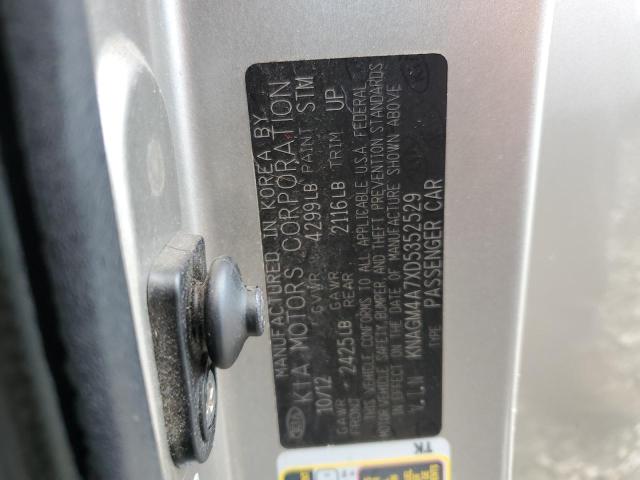 MANUFACTURED IN KOREA BY
KIA MOTORS CORPORATION
10/12 GVWR 4299LB PAINT STM
GAWR FRONT 2425LB GAWR REAR 2116LB TRIM UP
THIS VEHICLE CONFORMS TO ALL APPLICABLE U.S.A. FEDERAL
MOTOR VEHICLE SAFETY, BUMPER, AND THEFT PREVENTION STANDARDS
IN EFFECT ON THE DATE OF MANUFACTURE SHOWN ABOVE
V.I.N KNAGM4A7XD5352529
TYPE PASSENGER CAR
TK